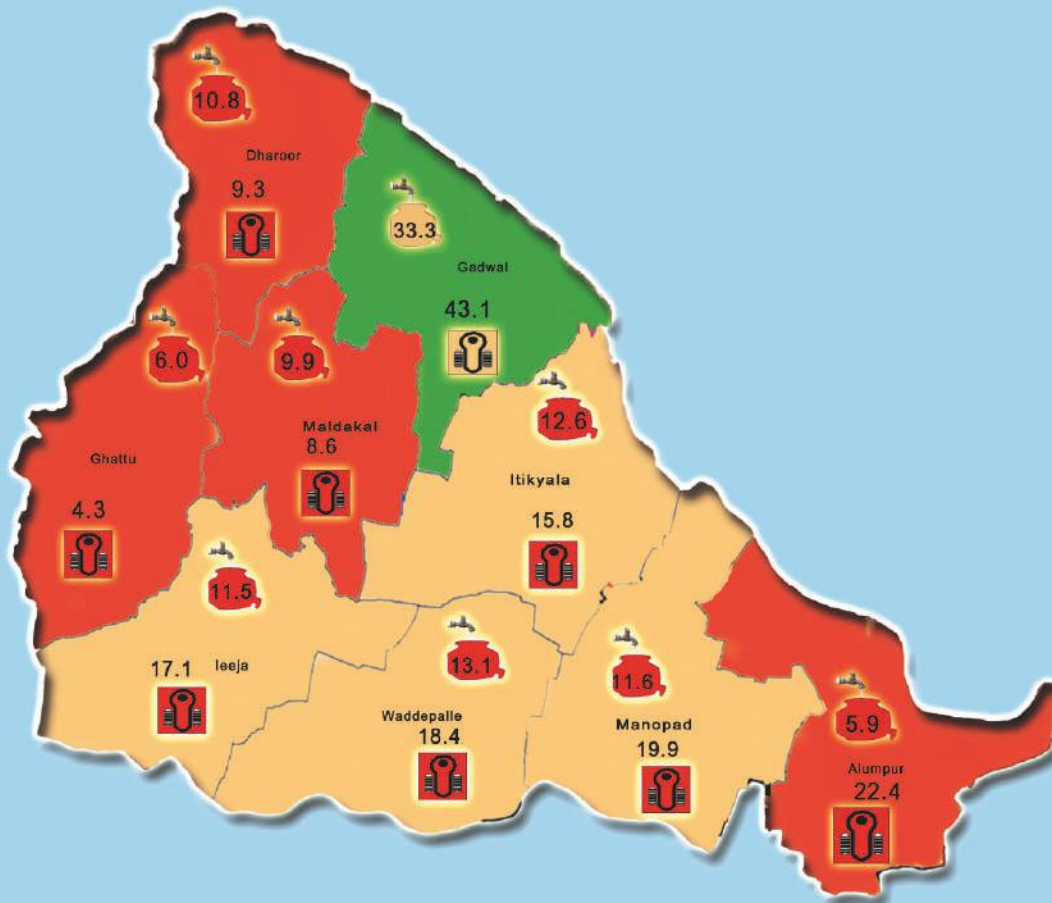 10.8
Dharoor
9.3
33.3
Gadwal
43.1
6.0
9.9
Maldakal
8.6
12.6
Ghattu
4.3
Itikyala
15.8
11.5
Ieeja
17.1
13.1
Waddepalle
18.4
11.6
Manopad
19.9
5.9
Alumpur
22.4